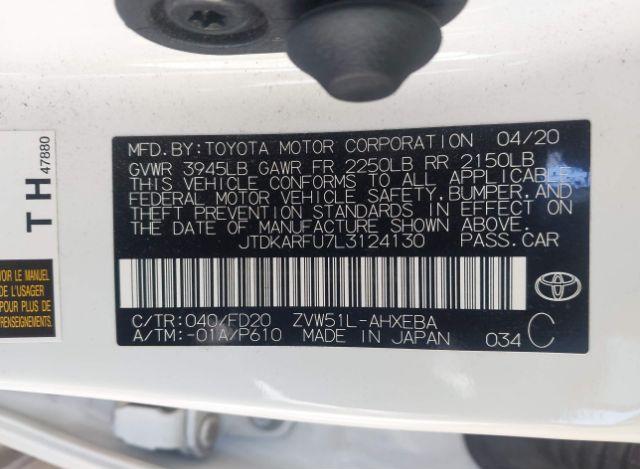 MFD. BY: TOYOTA MOTOR CORPORATION 04/20
GVWR 3945LB GAWR FR 2250LB RR 2150LB
THIS VEHICLE CONFORMS TO ALL APPLICABLE
FEDERAL MOTOR VEHICLE SAFETY, BUMPER, AND
THEFT PREVENTION STANDARDS IN EFFECT ON
THE DATE OF MANUFACTURE SHOWN ABOVE.
JTDKARFU7L3124130 PASS. CAR
C/TR: 040/FD20 ZVW51L-AHXEBA
A/TM: -01A/P610 MADE IN JAPAN 034 C
TH 47880
VOIR LE MANUEL
DE L'USAGER
POUR PLUS DE